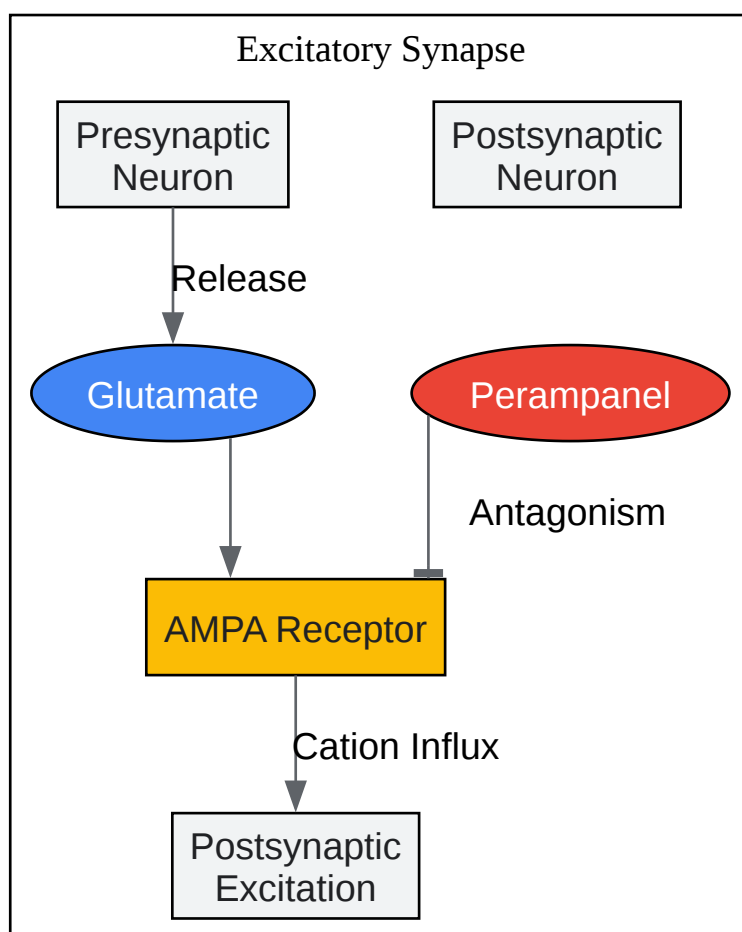 Excitatory Synapse
Presynaptic
Neuron
Postsynaptic
Neuron
Release
Glutamate
Perampanel
Antagonism
AMPA Receptor
Cation Influx
Postsynaptic
Excitation